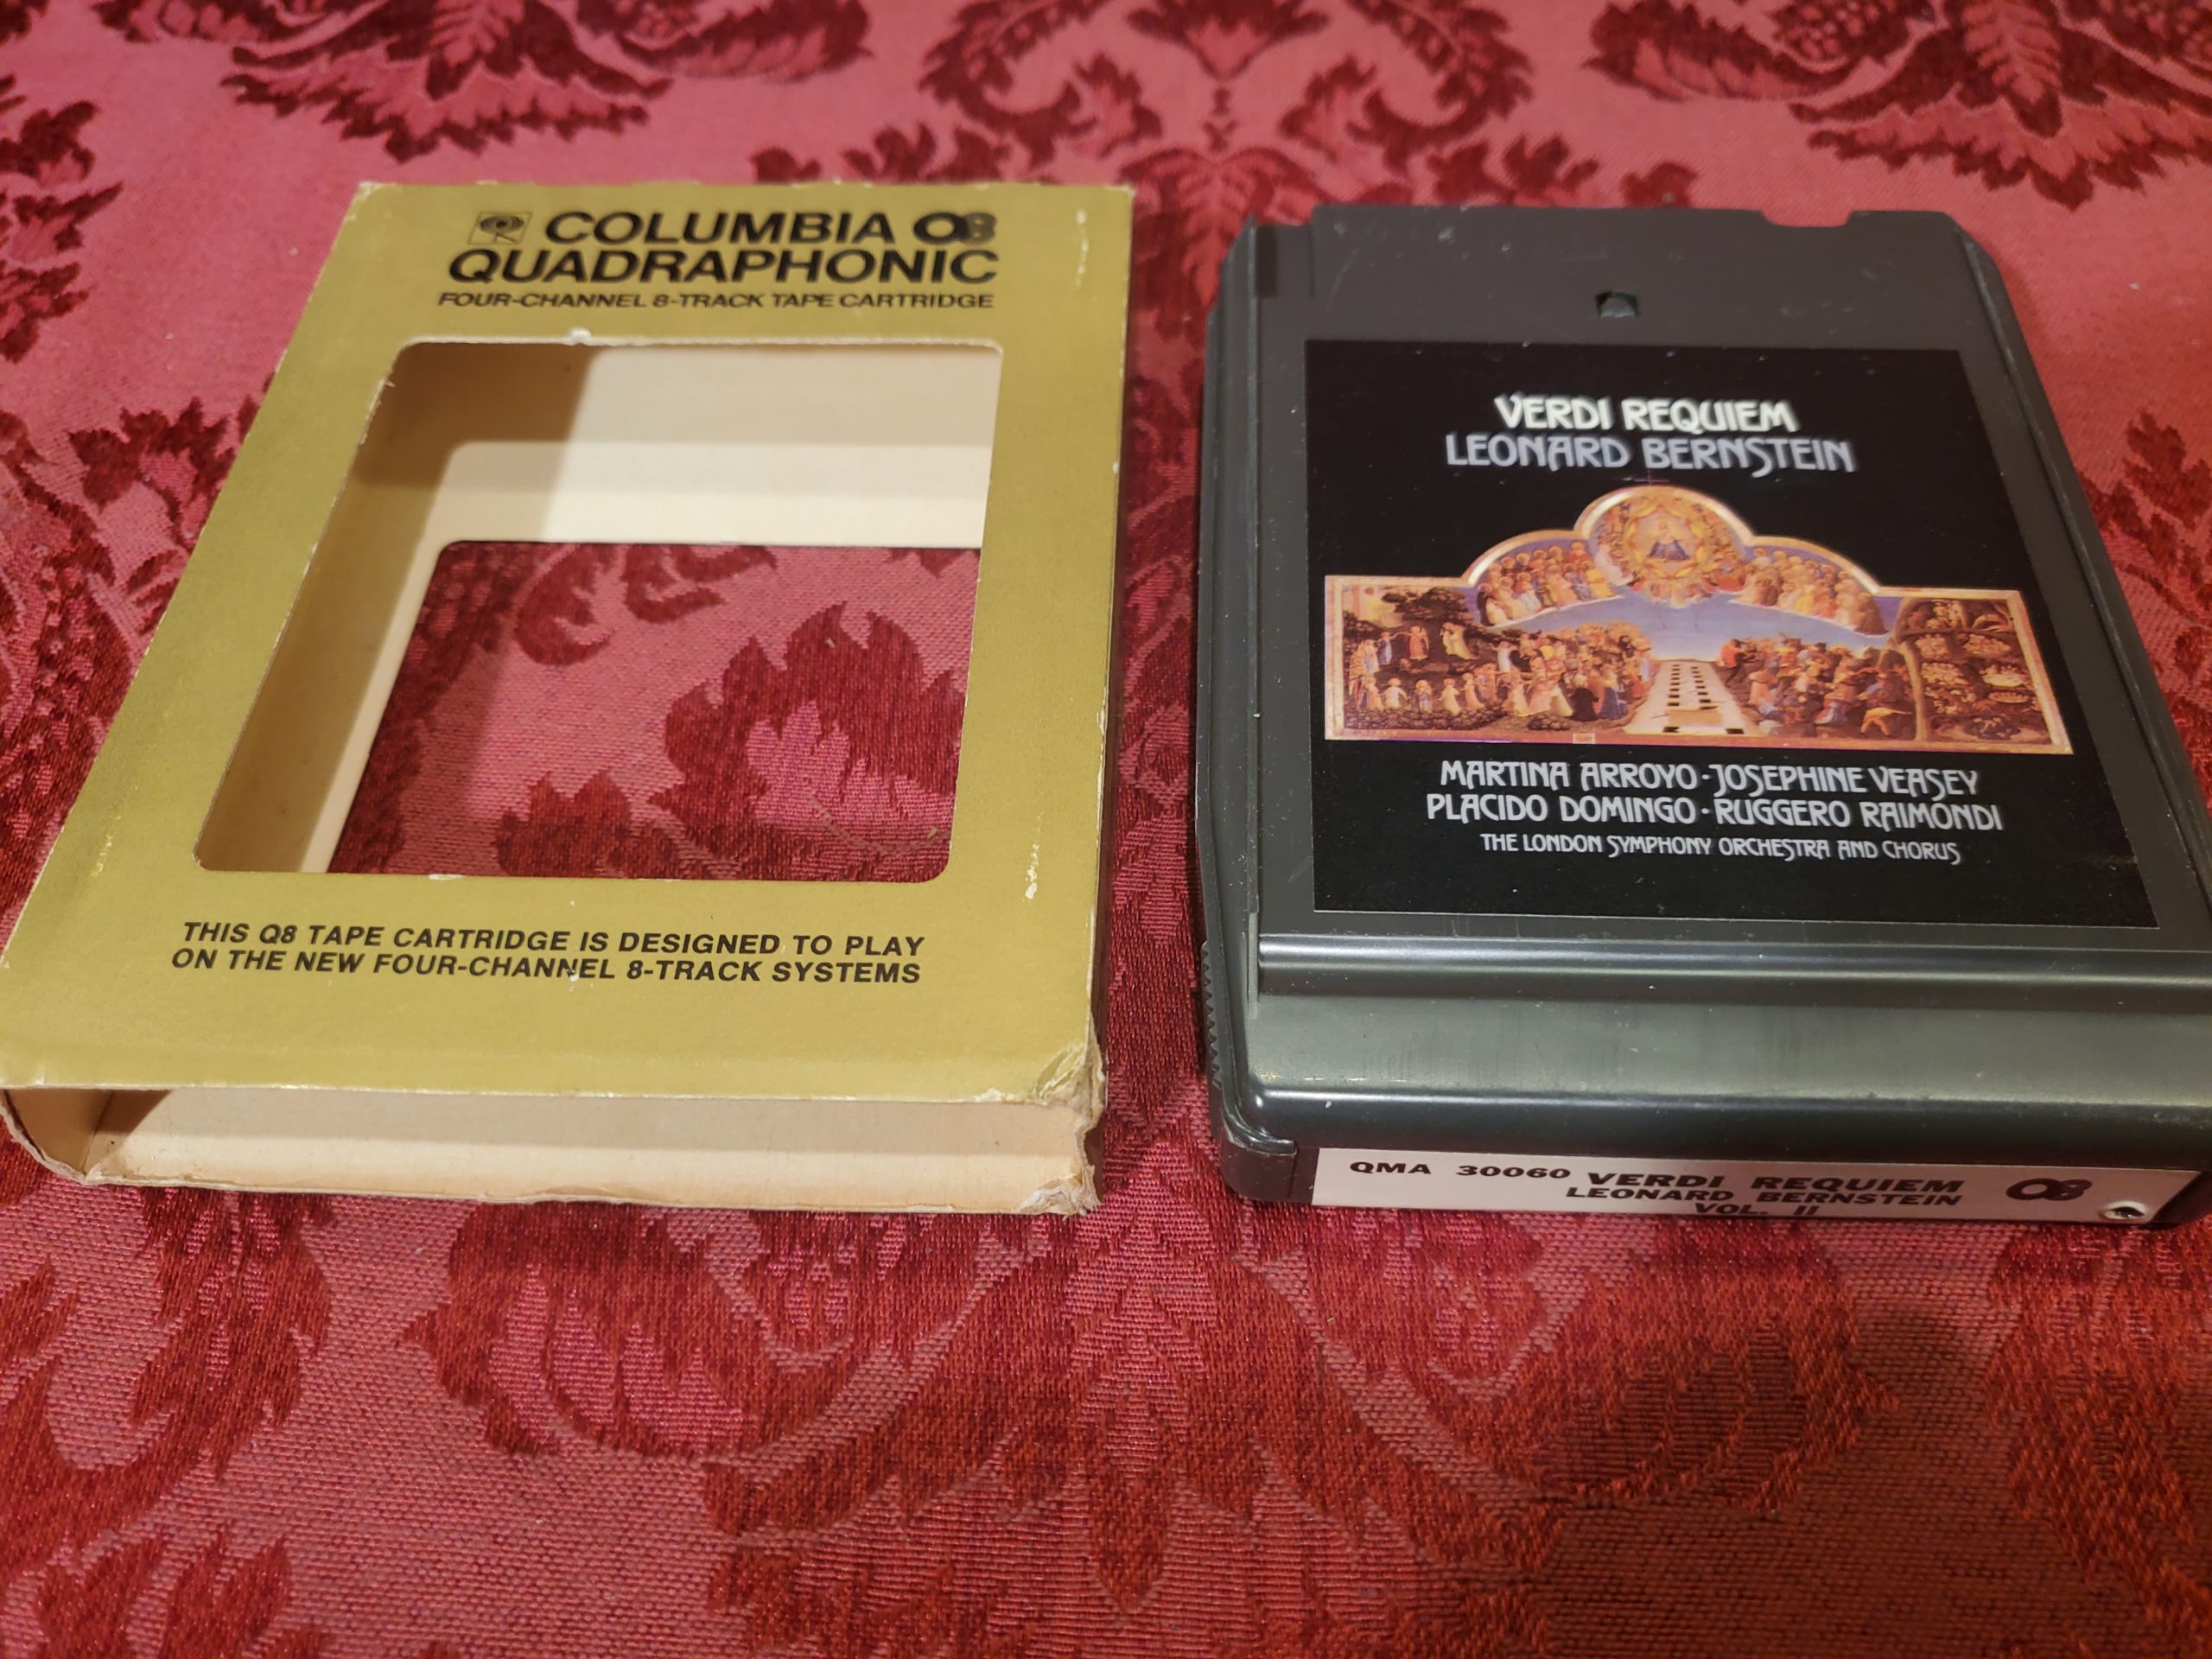 COLUMBIA Q8
QUADRAPHONIC
FOUR-CHANNEL 8-TRACK TAPE CARTRIDGE
THIS Q8 TAPE CARTRIDGE IS DESIGNED TO PLAY
ON THE NEW FOUR-CHANNEL 8-TRACK SYSTEMS
VERDI REQUIEM
LEONARD BERNSTEIN
MARTINA ARROYO · JOSEPHINE VEASEY
PLACIDO DOMINGO · RUGGERO RAIMONDI
THE LONDON SYMPHONY ORCHESTRA AND CHORUS
QMA 30060 VERDI REQUIEM Q8
LEONARD BERNSTEIN
VOL. II